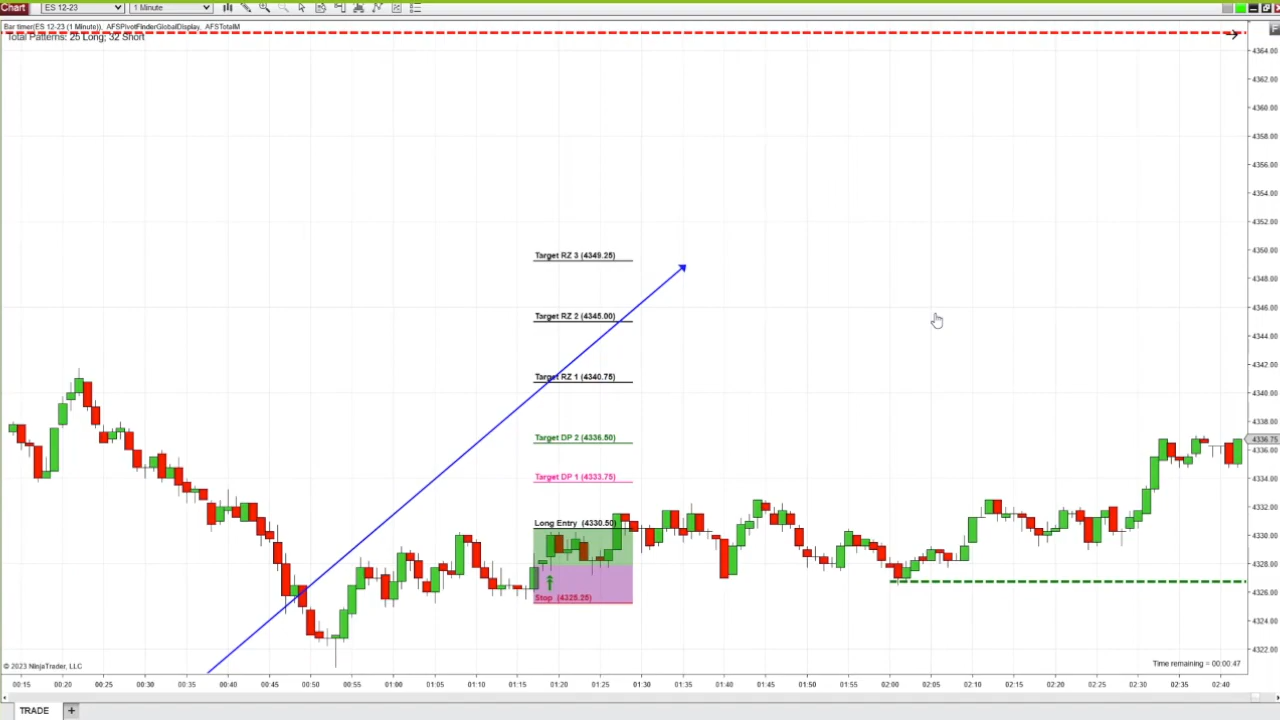 Chart ES 12-23 1 Minute
Bar timer(ES 12-23 (1 Minute)), AFSPivotFinderGlobalDisplay, AFSTotalM
Total Patterns: 25 Long; 32 Short
F
4364.00
4362.00
4360.00
4358.00
4356.00
4354.00
4352.00
4350.00
4348.00
4346.00
4344.00
4342.00
4340.00
4338.00
4336.75
4336.00
4334.00
4332.00
4330.00
4328.00
4326.00
4324.00
4322.00
Target RZ 3 (4349.25)
Target RZ 2 (4345.00)
Target RZ 1 (4340.75)
Target DP 2 (4336.50)
Target DP 1 (4333.75)
Long Entry (4330.50)
Stop (4325.25)
© 2023 NinjaTrader, LLC
Time remaining = 00:00:47
00:15 00:20 00:25 00:30 00:35 00:40 00:45 00:50 00:55 01:00 01:05 01:10 01:15 01:20 01:25 01:30 01:35 01:40 01:45 01:50 01:55 02:00 02:05 02:10 02:15 02:20 02:25 02:30 02:35 02:40
TRADE +